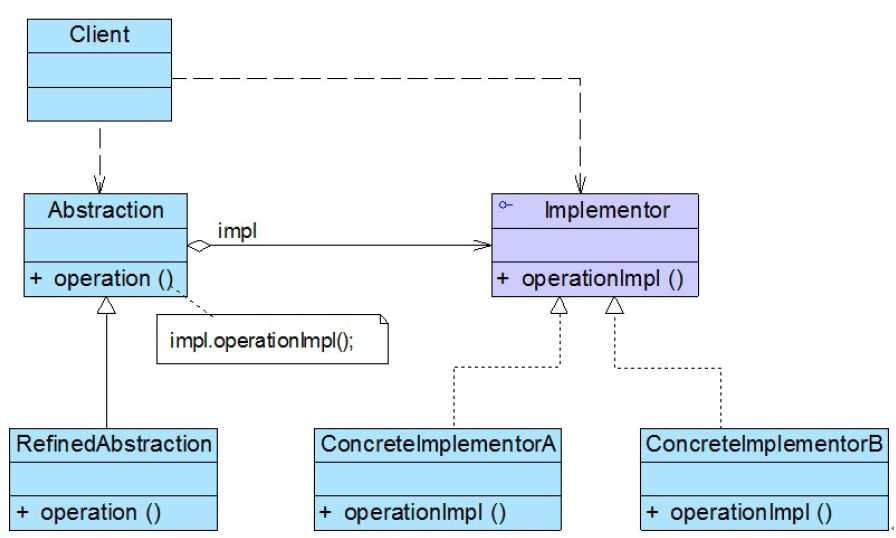 Client
Abstraction
impl
Implementor
+ operation ()
+ operationImpl ()
impl.operationImpl();
RefinedAbstraction
ConcreteImplementorA
ConcreteImplementorB
+ operation ()
+ operationImpl ()
+ operationImpl ()